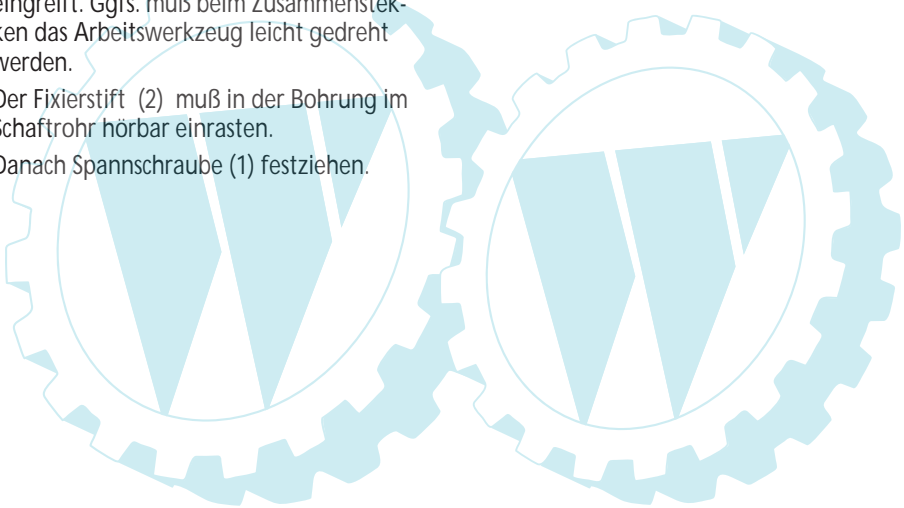 eingreift. Ggfs. muß beim Zusammenstek-
ken das Arbeitswerkzeug leicht gedreht
werden.
Der Fixierstift (2) muß in der Bohrung im
Schaftrohr hörbar einrasten.
Danach Spannschraube (1) festziehen.